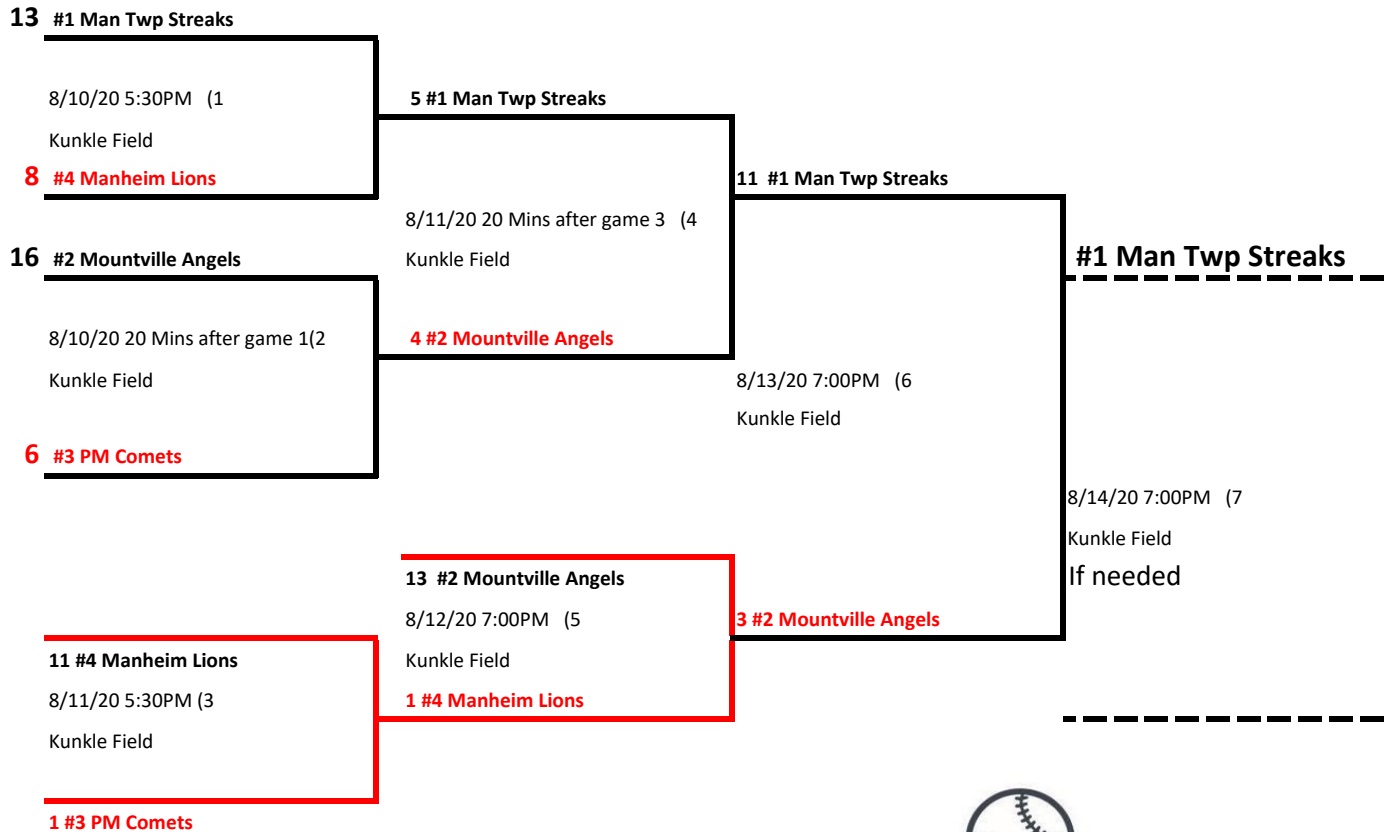 13 #1 Man Twp Streaks
8/10/20 5:30PM (1
Kunkle Field
8 #4 Manheim Lions
16 #2 Mountville Angels
8/10/20 20 Mins after game 1(2
Kunkle Field
6 #3 PM Comets
11 #4 Manheim Lions
8/11/20 5:30PM (3
Kunkle Field
1 #3 PM Comets
5 #1 Man Twp Streaks
8/11/20 20 Mins after game 3 (4
Kunkle Field
4 #2 Mountville Angels
13 #2 Mountville Angels
8/12/20 7:00PM (5
Kunkle Field
1 #4 Manheim Lions
11 #1 Man Twp Streaks
8/13/20 7:00PM (6
Kunkle Field
3 #2 Mountville Angels
#1 Man Twp Streaks
8/14/20 7:00PM (7
Kunkle Field
If needed